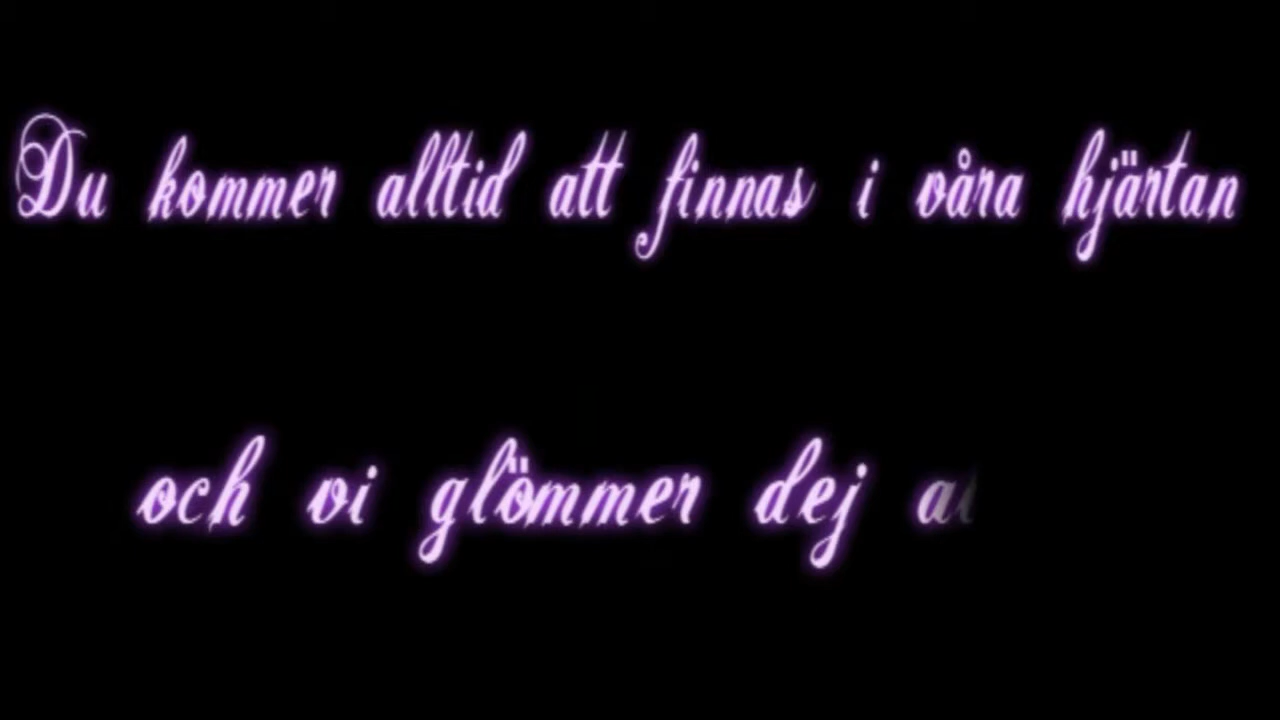 Du kommer alltid att finnas i våra hjärtan
och vi glömmer dej